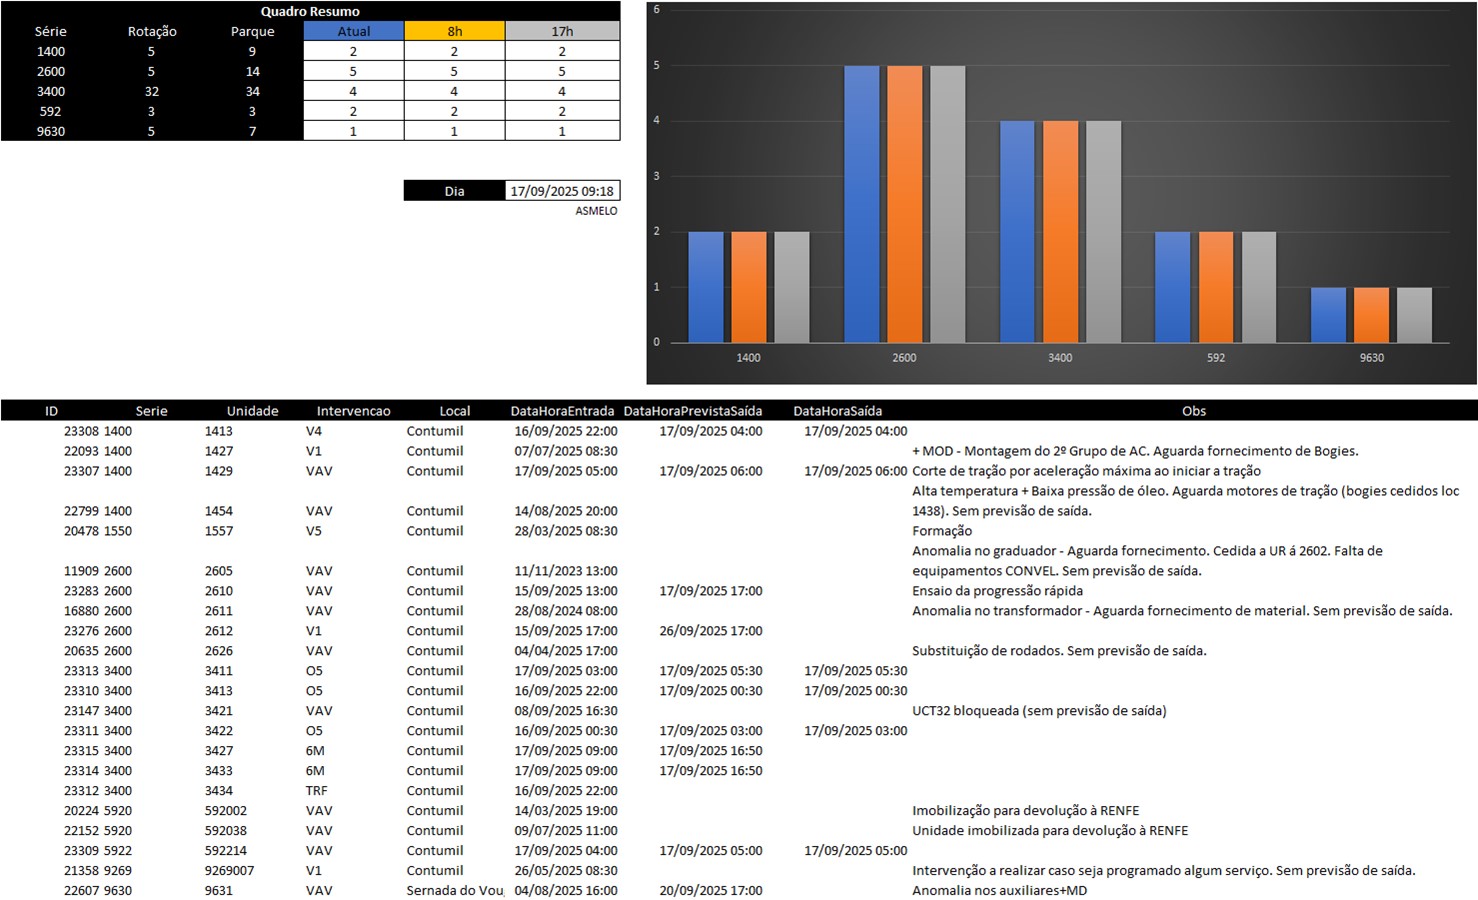 Quadro Resumo
Série Rotação Parque Atual 8h 17h
1400 5 9 2 2 2
2600 5 14 5 5 5
3400 32 34 4 4 4
592 3 3 2 2 2
9630 5 7 1 1 1
Dia 17/09/2025 09:18
ASMELO
6
5
4
3
2
1
0
1400 2600 3400 592 9630
ID Serie Unidade Intervencao Local DataHoraEntrada DataHoraPrevistaSaída DataHoraSaída Obs
23308 1400 1413 V4 Contumil 16/09/2025 22:00 17/09/2025 04:00 17/09/2025 04:00
22093 1400 1427 V1 Contumil 07/07/2025 08:30 + MOD - Montagem do 2º Grupo de AC. Aguarda fornecimento de Bogies.
23307 1400 1429 VAV Contumil 17/09/2025 05:00 17/09/2025 06:00 17/09/2025 06:00 Corte de tração por aceleração máxima ao iniciar a tração
Alta temperatura + Baixa pressão de óleo. Aguarda motores de tração (bogies cedidos loc
22799 1400 1454 VAV Contumil 14/08/2025 20:00 1438). Sem previsão de saída.
20478 1550 1557 V5 Contumil 28/03/2025 08:30 Formação
Anomalia no graduador - Aguarda fornecimento. Cedida a UR á 2602. Falta de
11909 2600 2605 VAV Contumil 11/11/2023 13:00 equipamentos CONVEL. Sem previsão de saída.
23283 2600 2610 VAV Contumil 15/09/2025 13:00 17/09/2025 17:00 Ensaio da progressão rápida
16880 2600 2611 VAV Contumil 28/08/2024 08:00 Anomalia no transformador - Aguarda fornecimento de material. Sem previsão de saída.
23276 2600 2612 V1 Contumil 15/09/2025 17:00 26/09/2025 17:00
20635 2600 2626 VAV Contumil 04/04/2025 17:00 Substituição de rodados. Sem previsão de saída.
23313 3400 3411 O5 Contumil 17/09/2025 03:00 17/09/2025 05:30 17/09/2025 05:30
23310 3400 3413 O5 Contumil 16/09/2025 22:00 17/09/2025 00:30 17/09/2025 00:30
23147 3400 3421 VAV Contumil 08/09/2025 16:30 UCT32 bloqueada (sem previsão de saída)
23311 3400 3422 O5 Contumil 16/09/2025 00:30 17/09/2025 03:00 17/09/2025 03:00
23315 3400 3427 6M Contumil 17/09/2025 09:00 17/09/2025 16:50
23314 3400 3433 6M Contumil 17/09/2025 09:00 17/09/2025 16:50
23312 3400 3434 TRF Contumil 16/09/2025 22:00
20224 5920 592002 VAV Contumil 14/03/2025 19:00 Imobilização para devolução à RENFE
22152 5920 592038 VAV Contumil 09/07/2025 11:00 Unidade imobilizada para devolução à RENFE
23309 5922 592214 VAV Contumil 17/09/2025 04:00 17/09/2025 05:00 17/09/2025 05:00
21358 9269 9269007 V1 Contumil 26/05/2025 08:30 Intervenção a realizar caso seja programado algum serviço. Sem previsão de saída.
22607 9630 9631 VAV Sernada do Vou 04/08/2025 16:00 20/09/2025 17:00 Anomalia nos auxiliares+MD